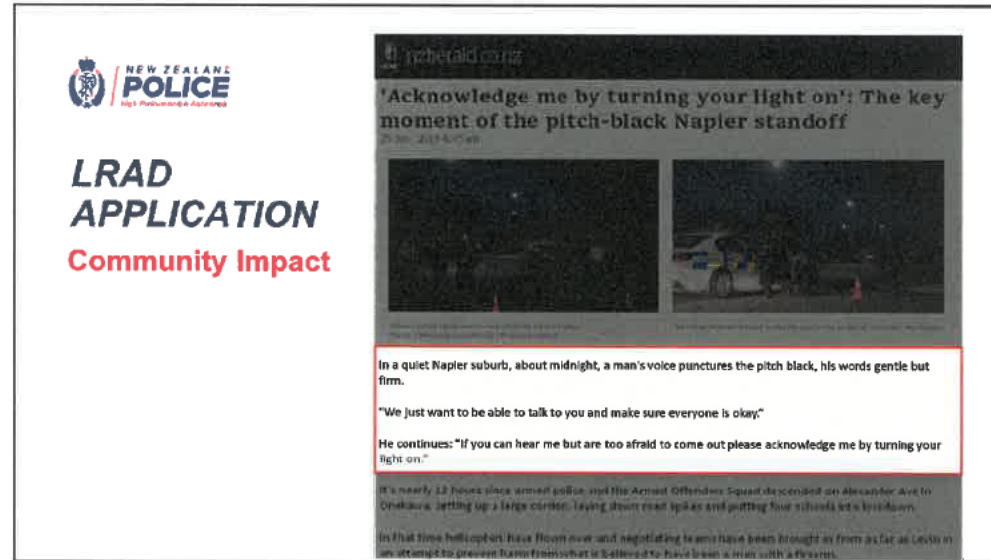 NEW ZEALAND
POLICE
LRAD
APPLICATION
Community Impact
nzherald.co.nz
'Acknowledge me by turning your light on': The key
moment of the pitch-black Napier standoff
In a quiet Napier suburb, about midnight, a man's voice punctures the pitch black, his words gentle but
firm.
"We just want to be able to talk to you and make sure everyone is okay."
He continues: "If you can hear me but are too afraid to come out please acknowledge me by turning your
light on."
It's nearly 12 hours since armed police and the Armed Offenders Squad descended on Alexander Ave in
Onekawa, setting up a large cordon, laying down road spikes and putting four schools into lockdown.
In that time helicopters have flown over and negotiating teams have been brought in from as far as Levin in
an attempt to prevent harm from what is believed to have been a man with a firearm.